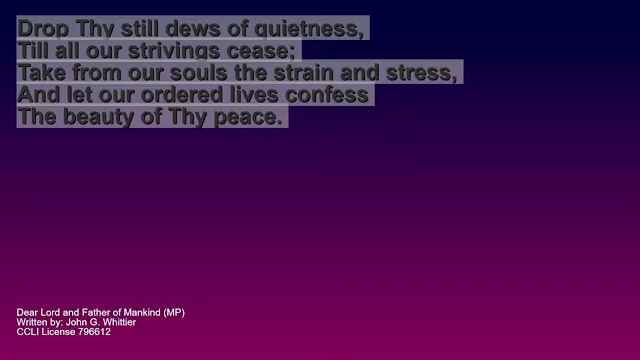 Drop Thy still dews of quietness,
Till all our strivings cease;
Take from our souls the strain and stress,
And let our ordered lives confess
The beauty of Thy peace.
Dear Lord and Father of Mankind (MP)
Written by: John G. Whittier
CCLI License 796612